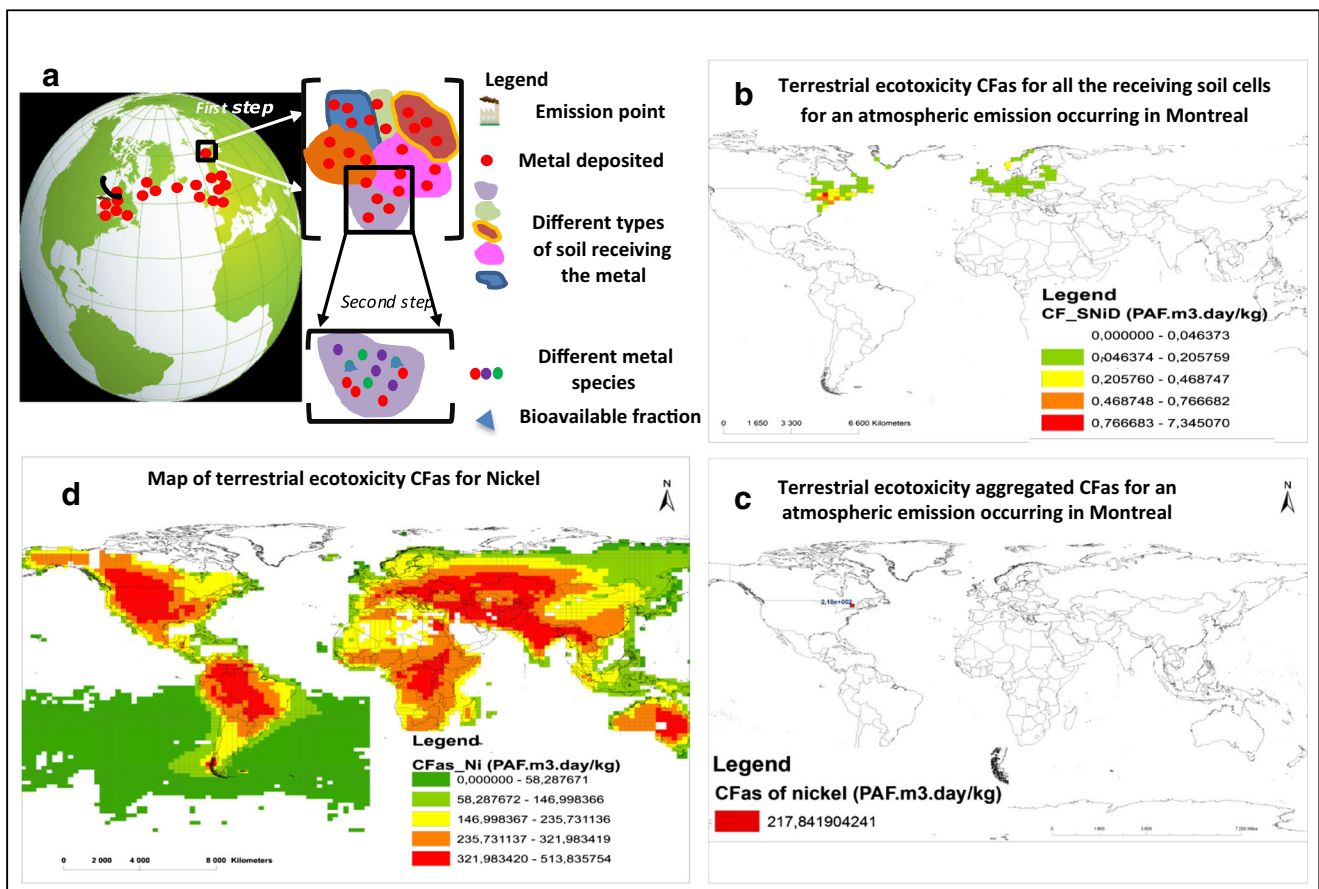 a
First step
Second step
Legend
Emission point
Metal deposited
Different types
of soil receiving
the metal
Different metal
species
Bioavailable fraction
b
Terrestrial ecotoxicity CFas for all the receiving soil cells
for an atmospheric emission occurring in Montreal
Legend
CF_SNiD (PAF.m3.day/kg)
0,000000 - 0,046373
0,046374 - 0,205759
0,205760 - 0,468747
0,468748 - 0,766682
0,766683 - 7,345070
0 1 650 3 300 6 600 Kilometers
d
Map of terrestrial ecotoxicity CFas for Nickel
N
Legend
CFas_Ni (PAF.m3.day/kg)
0,000000 - 58,287671
58,287672 - 146,998366
146,998367 - 235,731136
235,731137 - 321,983419
321,983420 - 513,835754
0 2 000 4 000 8 000 Kilometers
c
Terrestrial ecotoxicity aggregated CFas for an
atmospheric emission occurring in Montreal
N
2,18e+002
Legend
CFas of nickel (PAF.m3.day/kg)
217,841904241
0 3 600 7 200 Miles